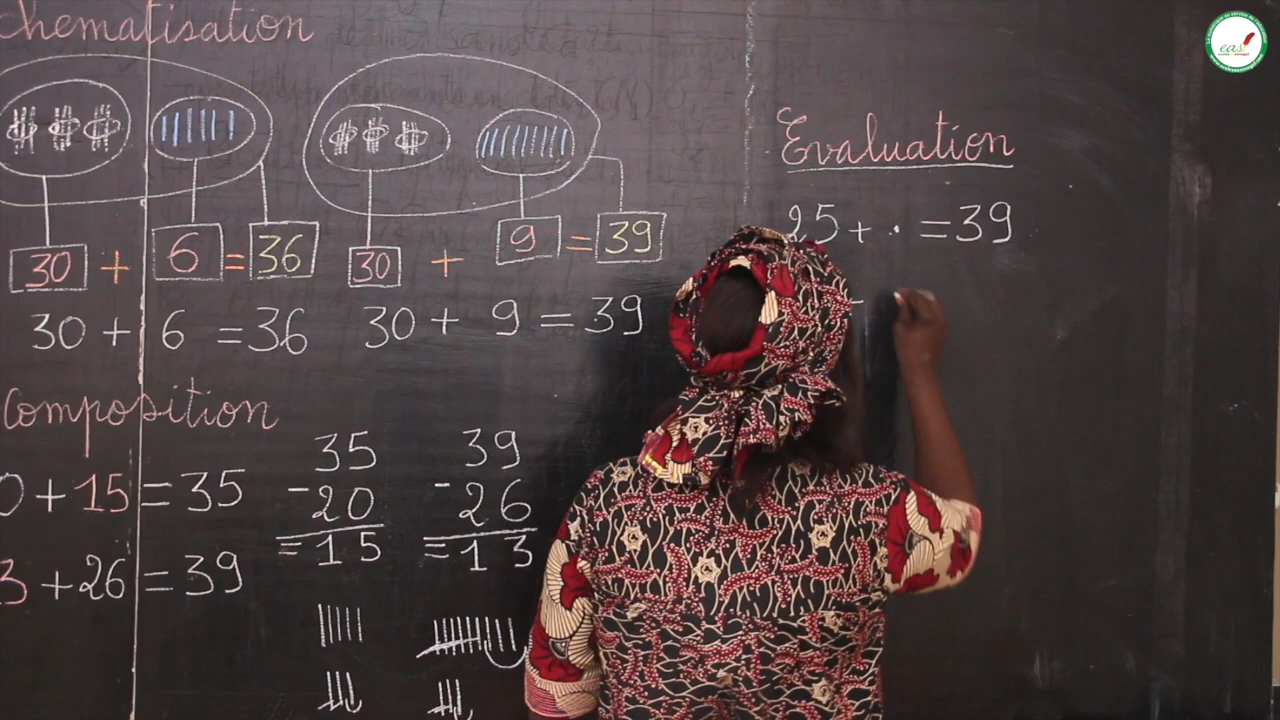 chematisation
30 + 6 = 36
30 + 9 = 39
30 + 6 = 36
30 + 9 = 39
Composition
0 + 15 = 35
3 + 26 = 39
35
- 20
= 15
39
- 26
= 13
Evaluation
25 + . = 39
eas